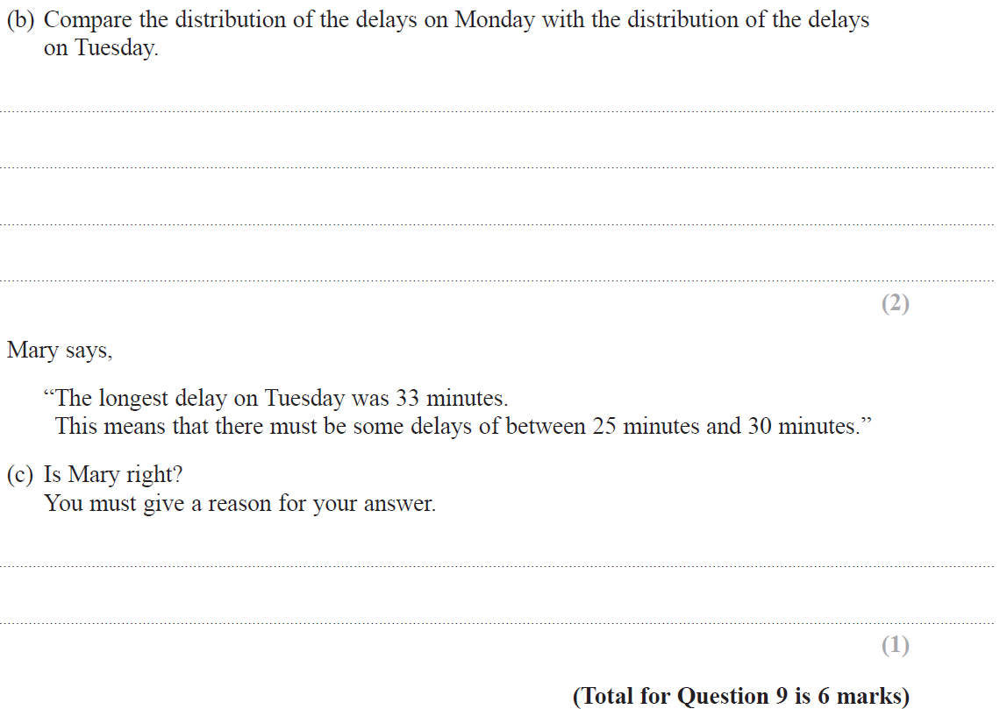 (b) Compare the distribution of the delays on Monday with the distribution of the delays
on Tuesday.
(2)
Mary says,
“The longest delay on Tuesday was 33 minutes.
This means that there must be some delays of between 25 minutes and 30 minutes.”
(c) Is Mary right?
You must give a reason for your answer.
(1)
(Total for Question 9 is 6 marks)